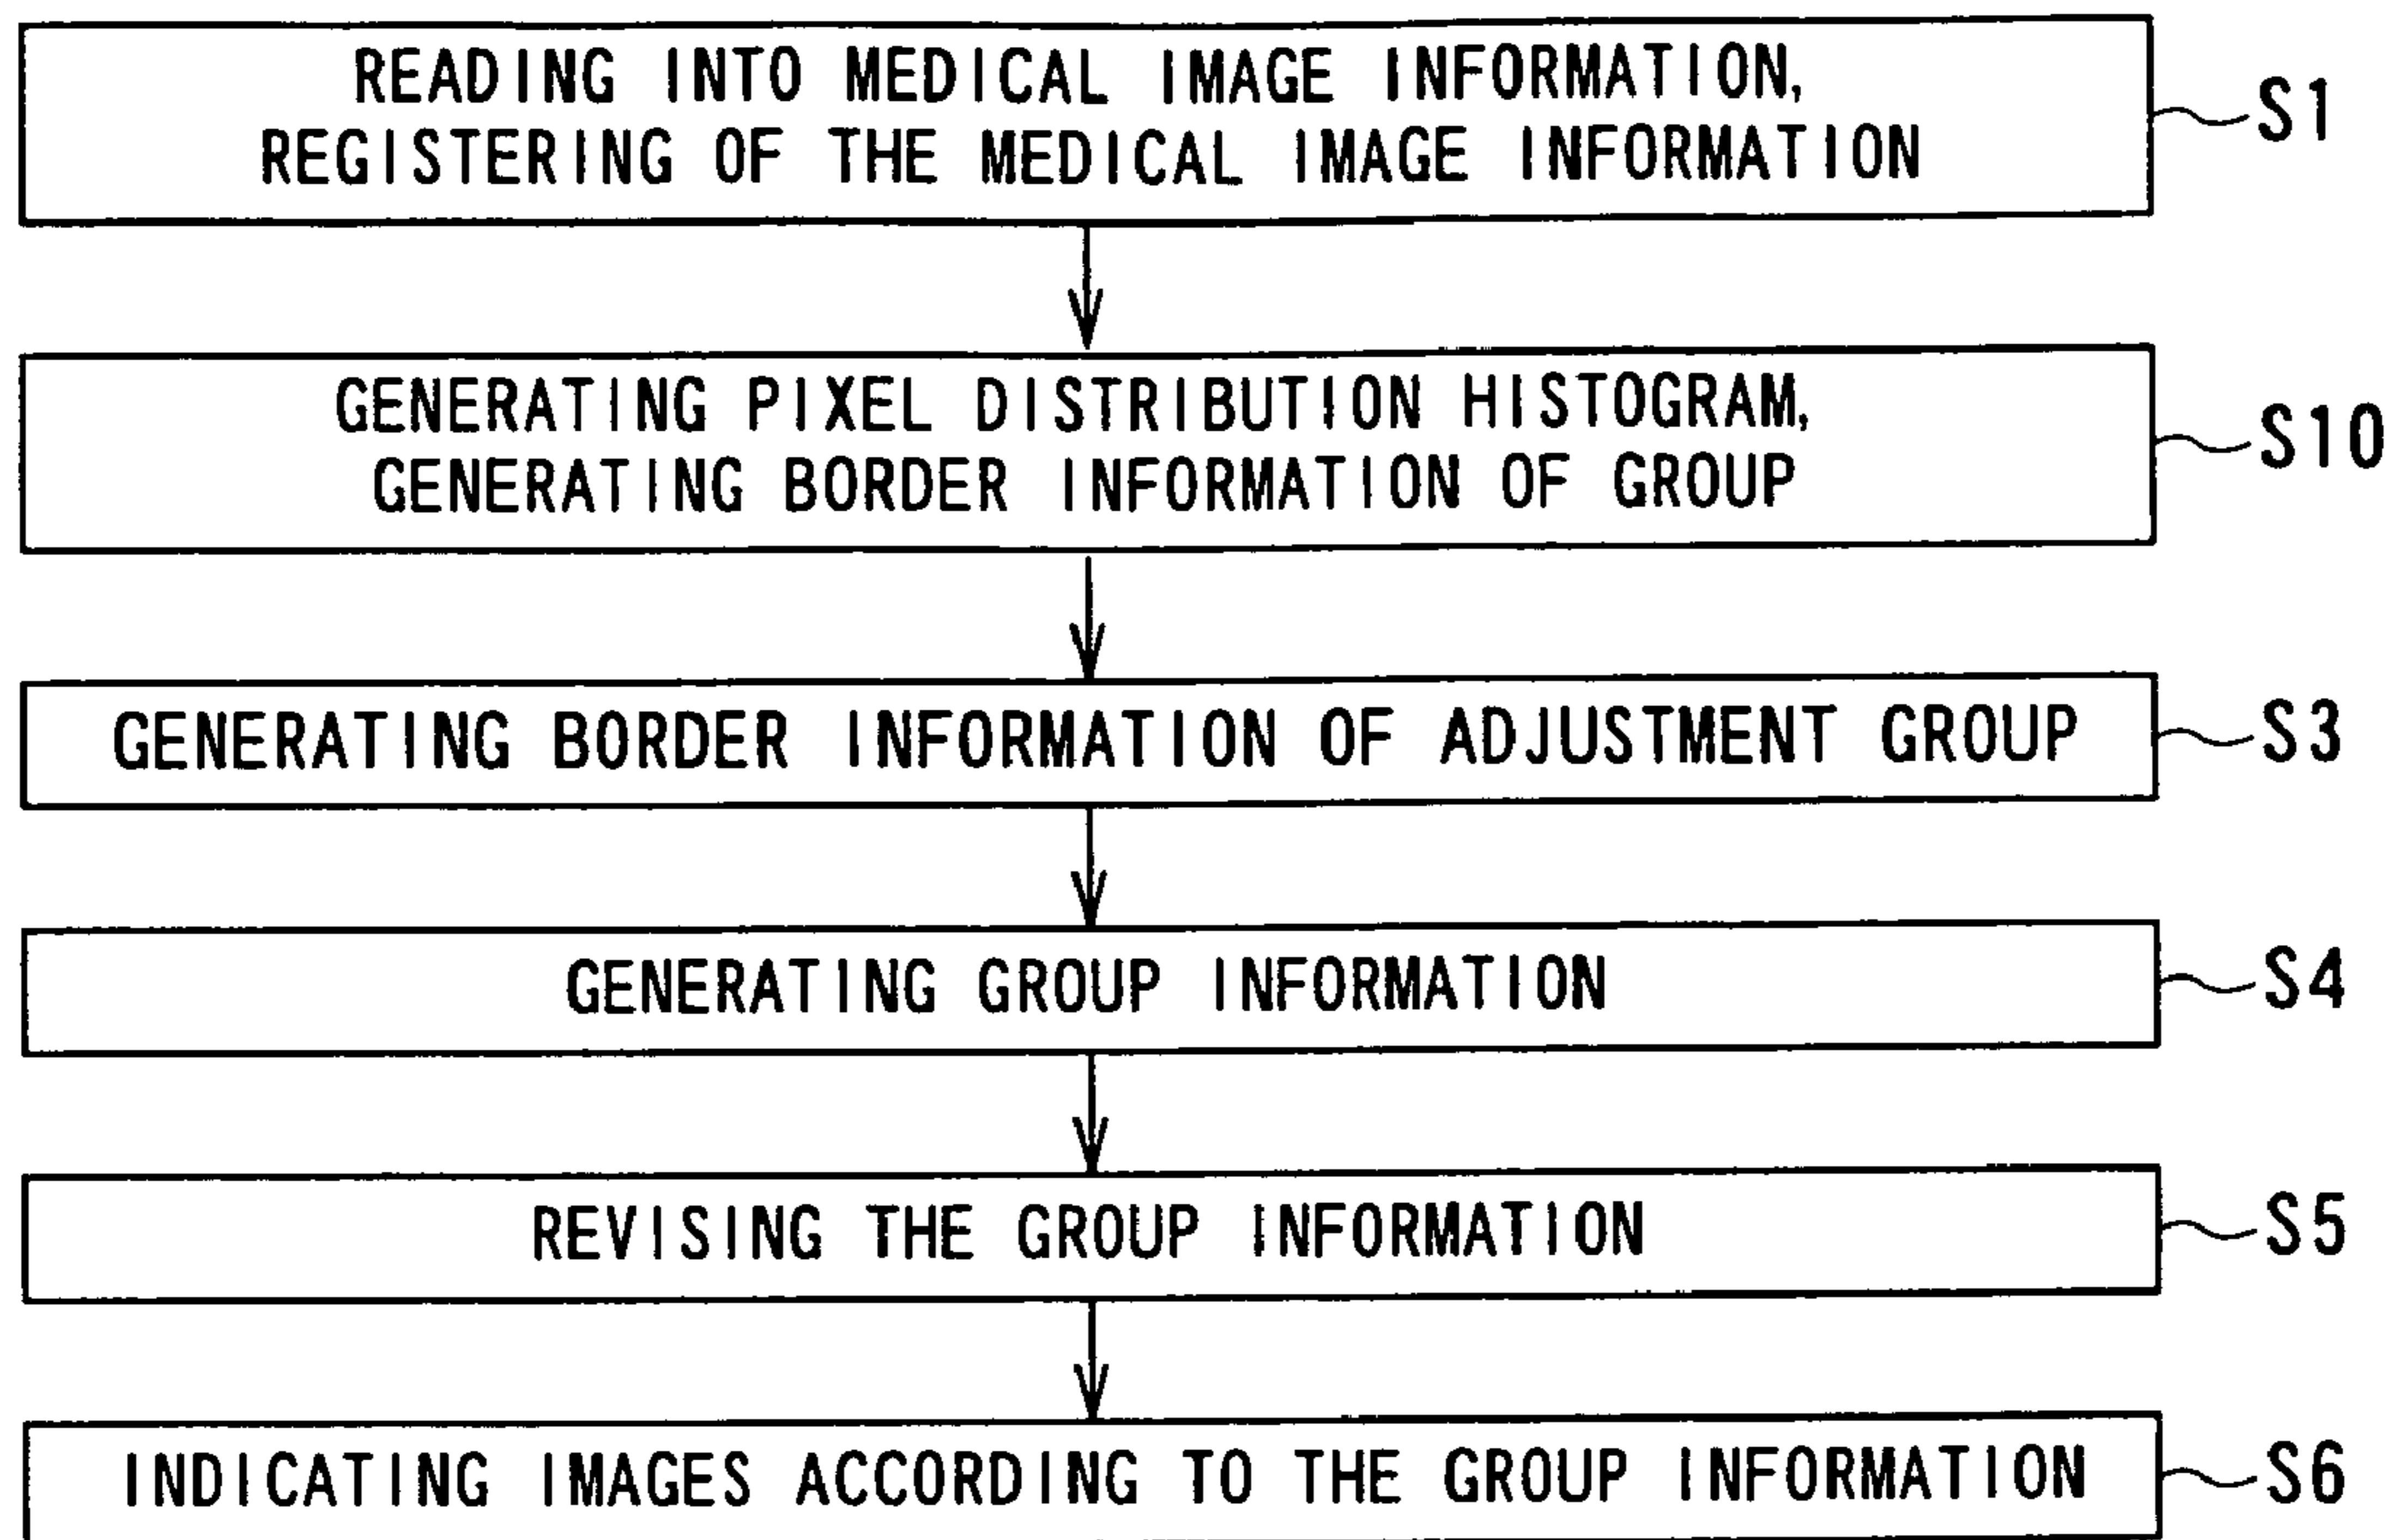 READING INTO MEDICAL IMAGE INFORMATION,
REGISTERING OF THE MEDICAL IMAGE INFORMATION
S1
GENERATING PIXEL DISTRIBUTION HISTOGRAM,
GENERATING BORDER INFORMATION OF GROUP
S10
GENERATING BORDER INFORMATION OF ADJUSTMENT GROUP
S3
GENERATING GROUP INFORMATION
S4
REVISING THE GROUP INFORMATION
S5
INDICATING IMAGES ACCORDING TO THE GROUP INFORMATION
S6